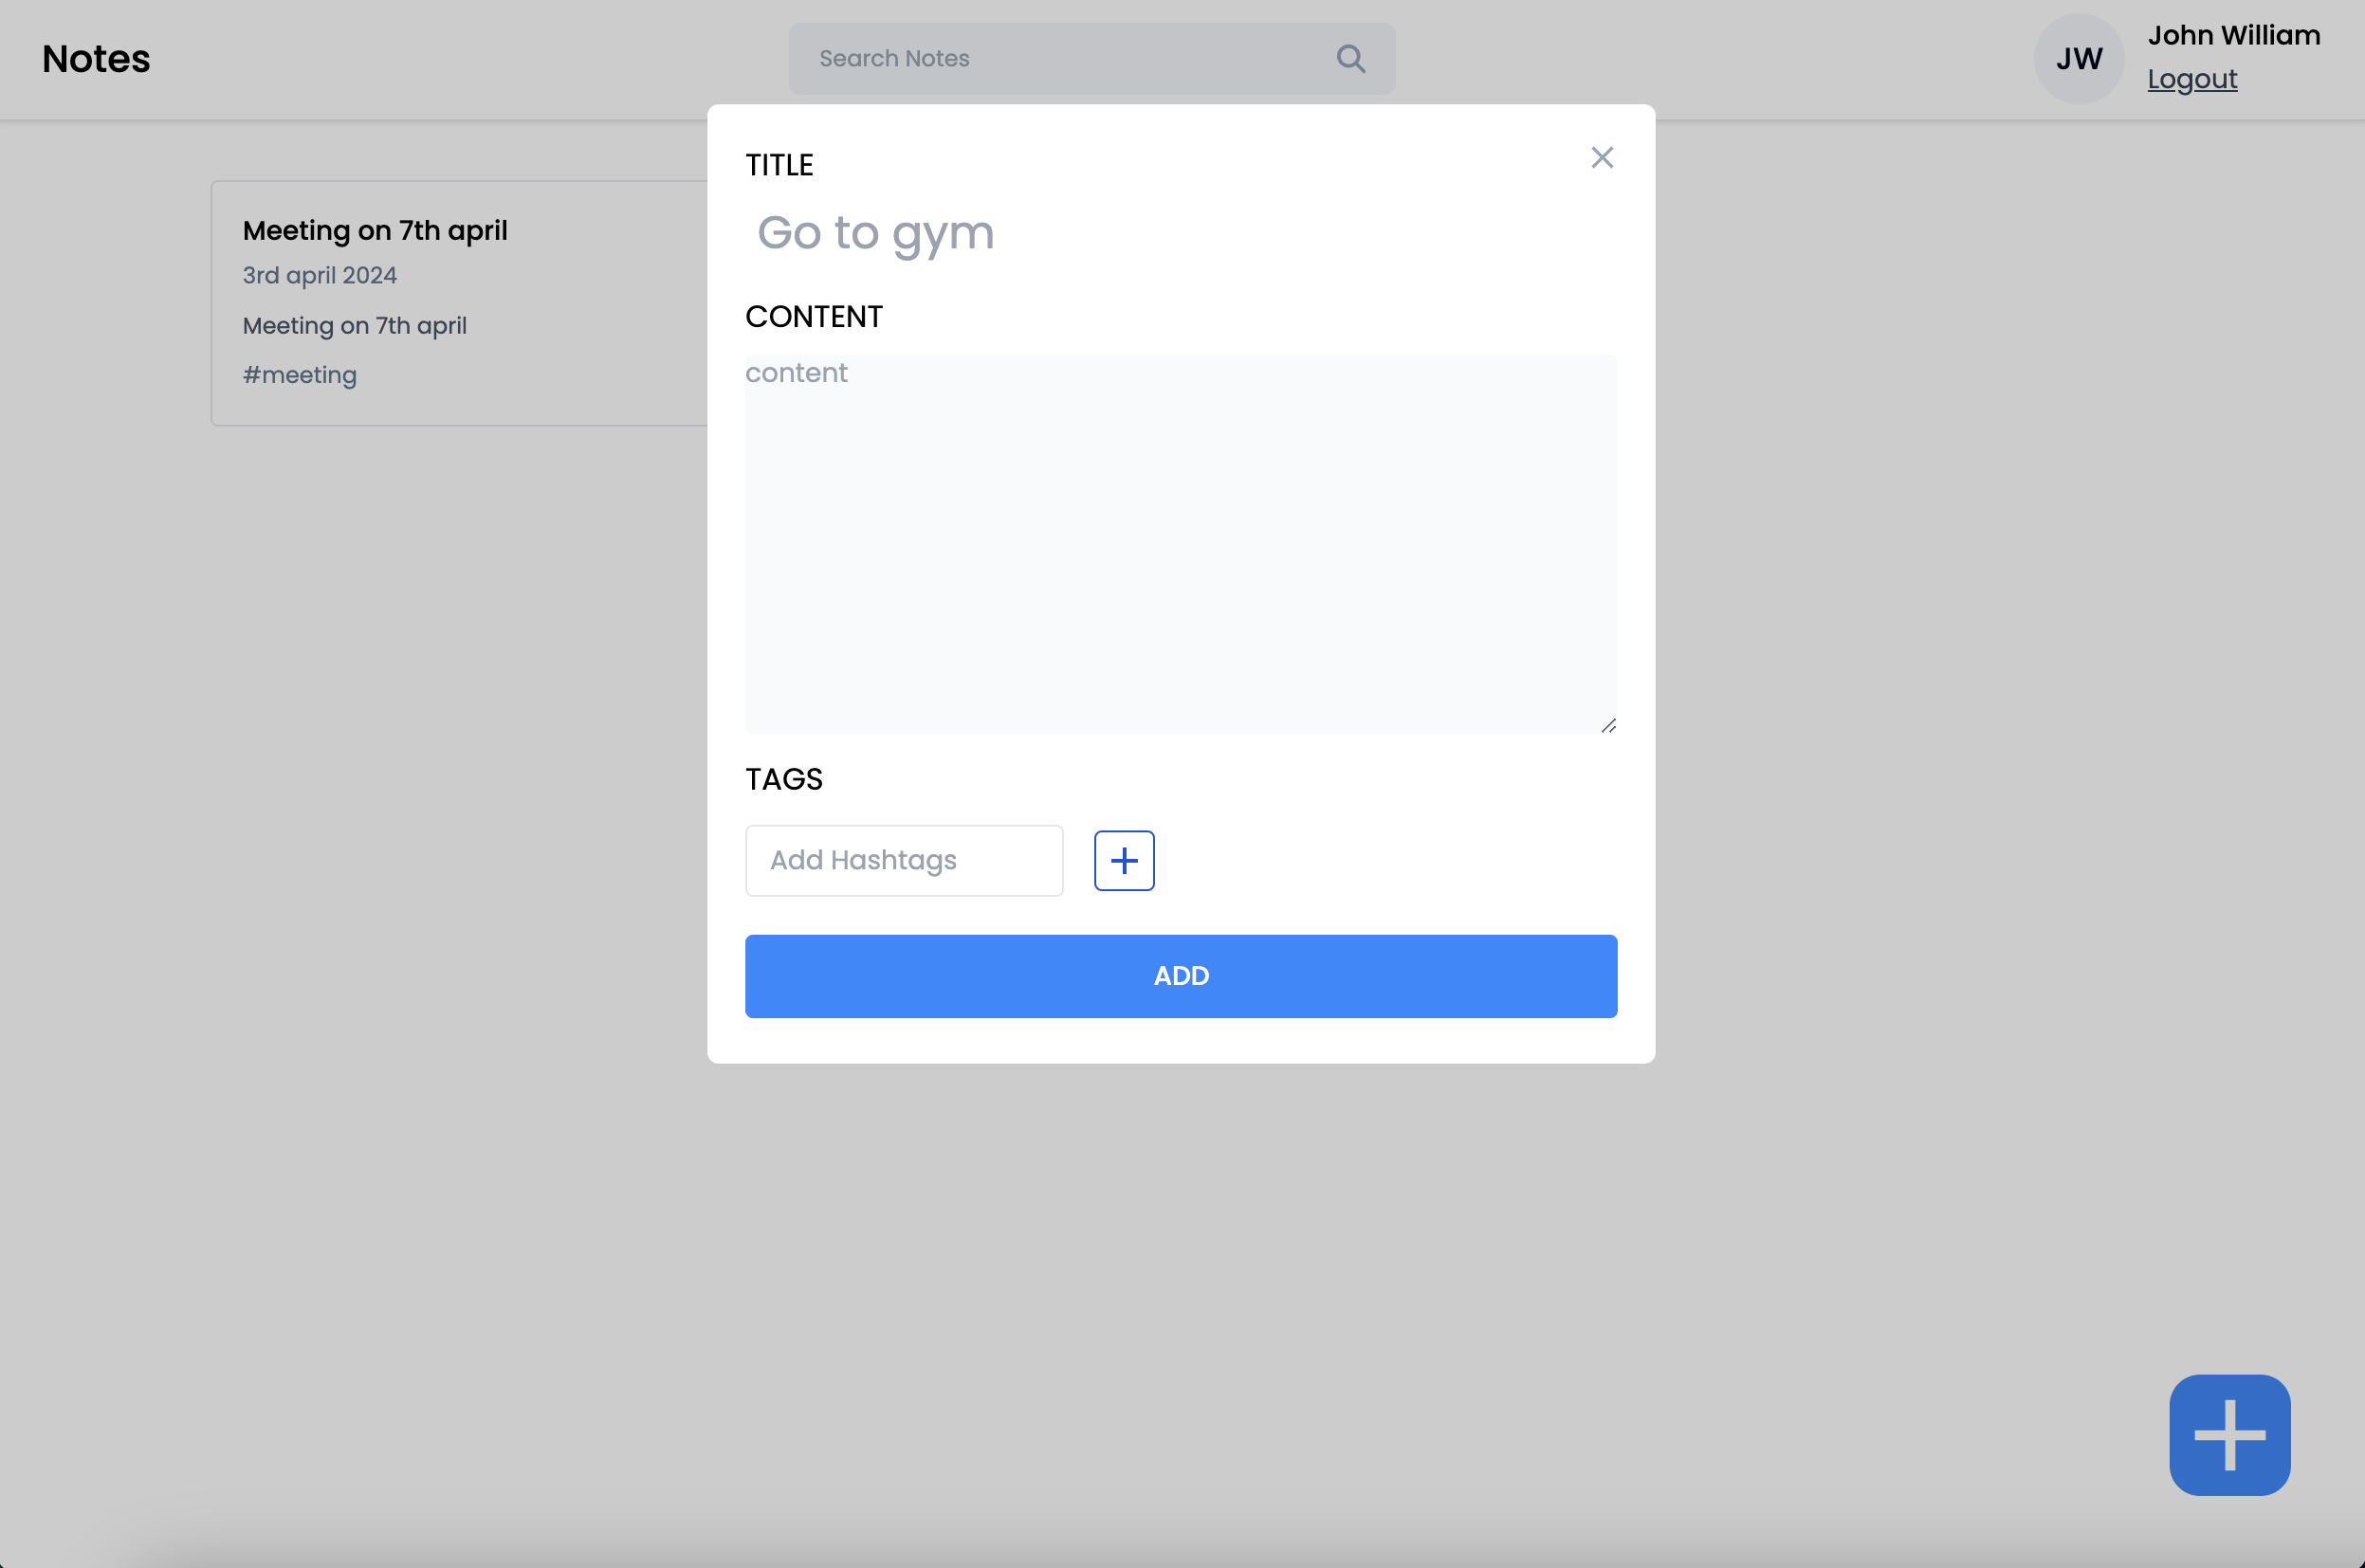 Notes
Search Notes
JW
John William
Logout
Meeting on 7th april
3rd april 2024
Meeting on 7th april
#meeting
TITLE
Go to gym
CONTENT
content
TAGS
Add Hashtags
ADD